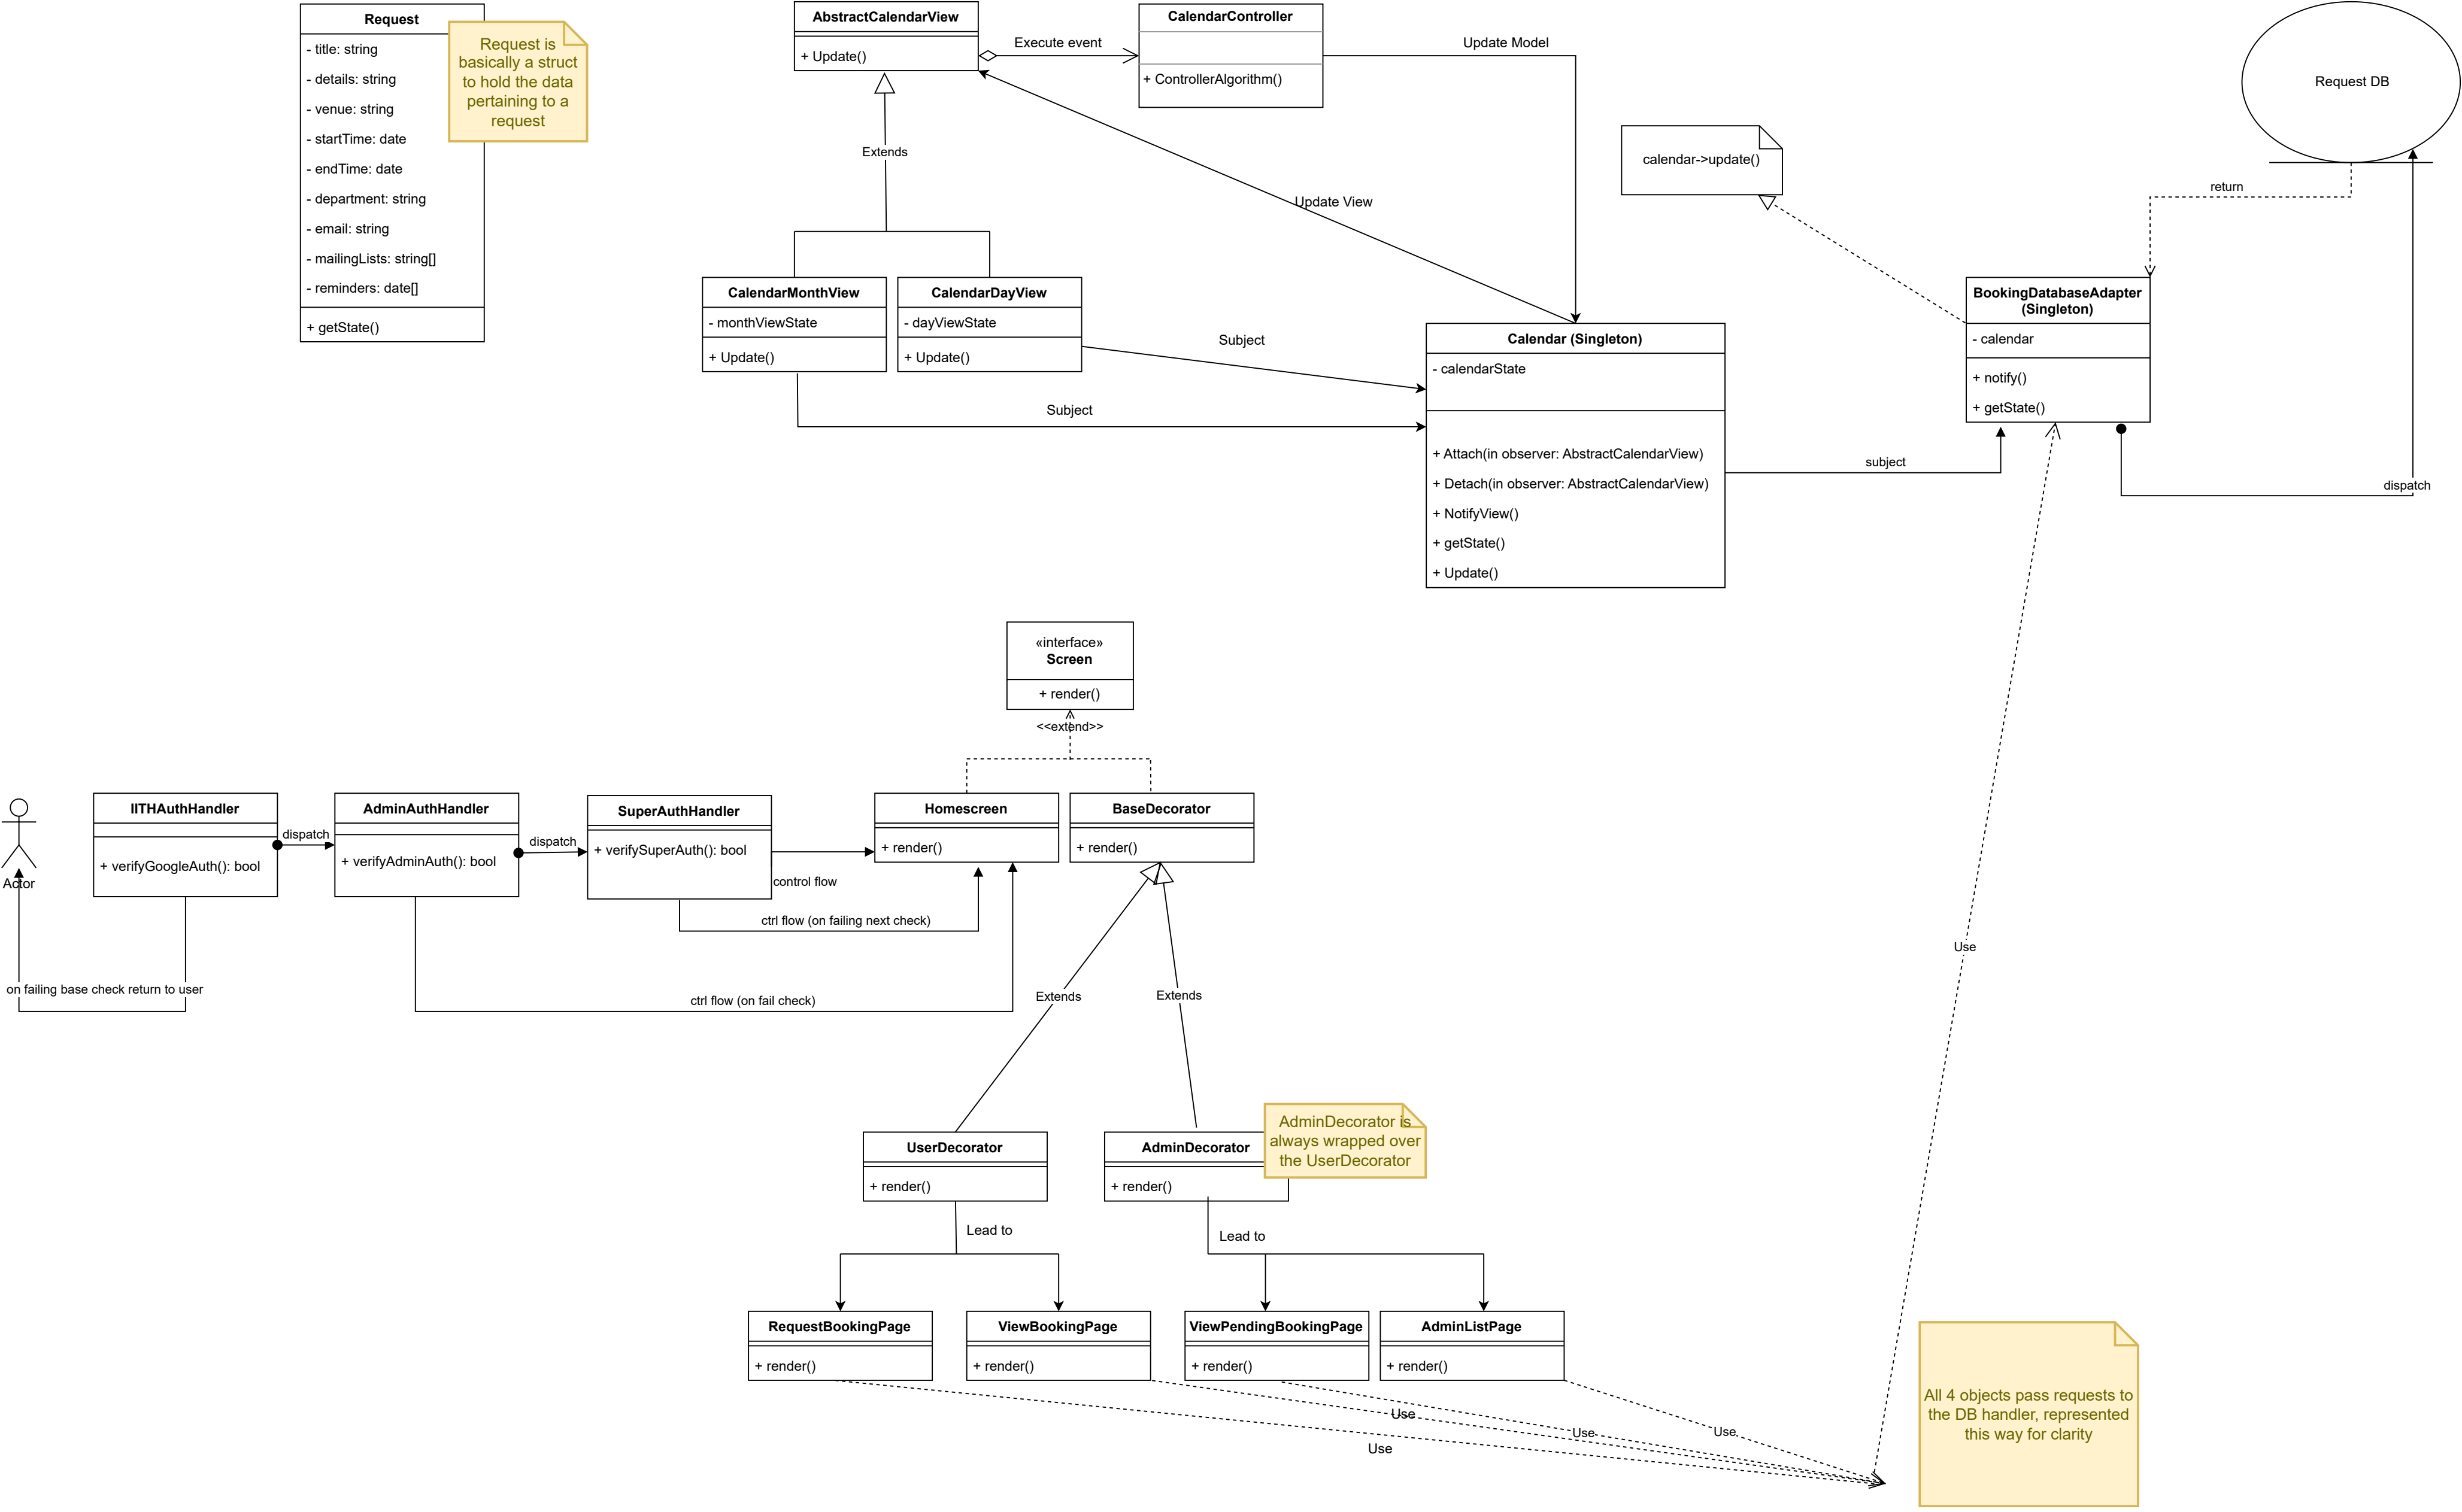 Request
- title: string
- details: string
- venue: string
- startTime: date
- endTime: date
- department: string
- email: string
- mailingLists: string[]
- reminders: date[]
+ getState()
Request is
basically a struct
to hold the data
pertaining to a
request
AbstractCalendarView
+ Update()
Execute event
CalendarController
+ ControllerAlgorithm()
Update Model
Extends
Update View
CalendarMonthView
- monthViewState
+ Update()
CalendarDayView
- dayViewState
+ Update()
Subject
Subject
Calendar (Singleton)
- calendarState
+ Attach(in observer: AbstractCalendarView)
+ Detach(in observer: AbstractCalendarView)
+ NotifyView()
+ getState()
+ Update()
calendar->update()
subject
BookingDatabaseAdapter
(Singleton)
- calendar
+ notify()
+ getState()
return
Request DB
dispatch
«interface»
Screen
+ render()
<<extend>>
Actor
IITHAuthHandler
+ verifyGoogleAuth(): bool
dispatch
AdminAuthHandler
+ verifyAdminAuth(): bool
dispatch
SuperAuthHandler
+ verifySuperAuth(): bool
control flow
Homescreen
+ render()
BaseDecorator
+ render()
ctrl flow (on failing next check)
on failing base check return to user
ctrl flow (on fail check)
Extends
Extends
Use
UserDecorator
+ render()
AdminDecorator
+ render()
AdminDecorator is
always wrapped over
the UserDecorator
Lead to
Lead to
RequestBookingPage
+ render()
ViewBookingPage
+ render()
ViewPendingBookingPage
+ render()
AdminListPage
+ render()
Use
Use
Use
Use
All 4 objects pass requests to
the DB handler, represented
this way for clarity